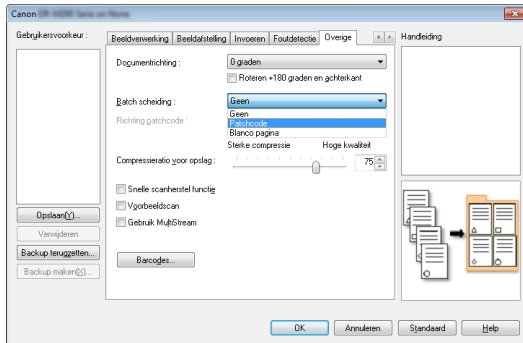 Canon
Gebruikersvoorkeur :
Beeldverwerking Beeldafstelling Invoeren Foutdetectie Overige
Handleiding
Documentrichting :
0 graden
Roteren +180 graden en achterkant
Batch scheiding :
Geen
Richting patchcode :
Geen
Patchcode
Blanco pagina
Sterke compressie Hoge kwaliteit
Compressieratio voor opslag :
75
Snelle scanherstel functie
Voorbeeldscan
Gebruik MultiStream
Barcodes...
Opslaan(Y)...
Verwijderen
Backup terugzetten...
Backup maken(X)...
OK Annuleren Standaard Help